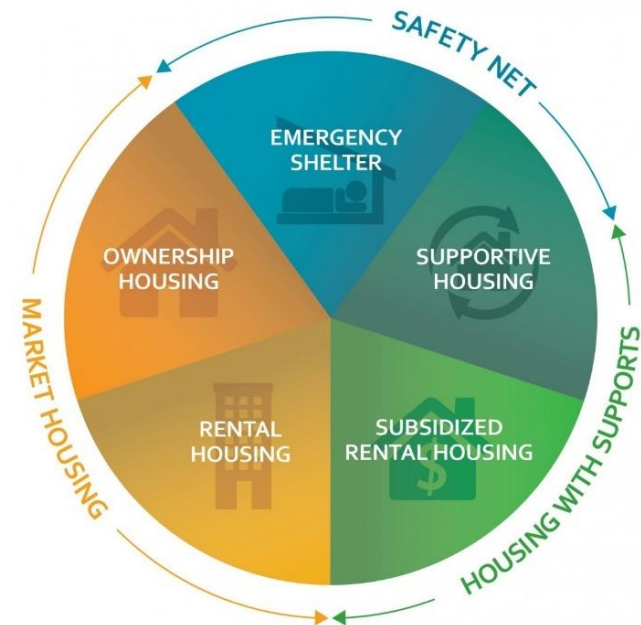 SAFETY NET
EMERGENCY
SHELTER
OWNERSHIP
HOUSING
SUPPORTIVE
HOUSING
MARKET HOUSING
RENTAL
HOUSING
SUBSIDIZED
RENTAL HOUSING
$
HOUSING WITH SUPPORTS